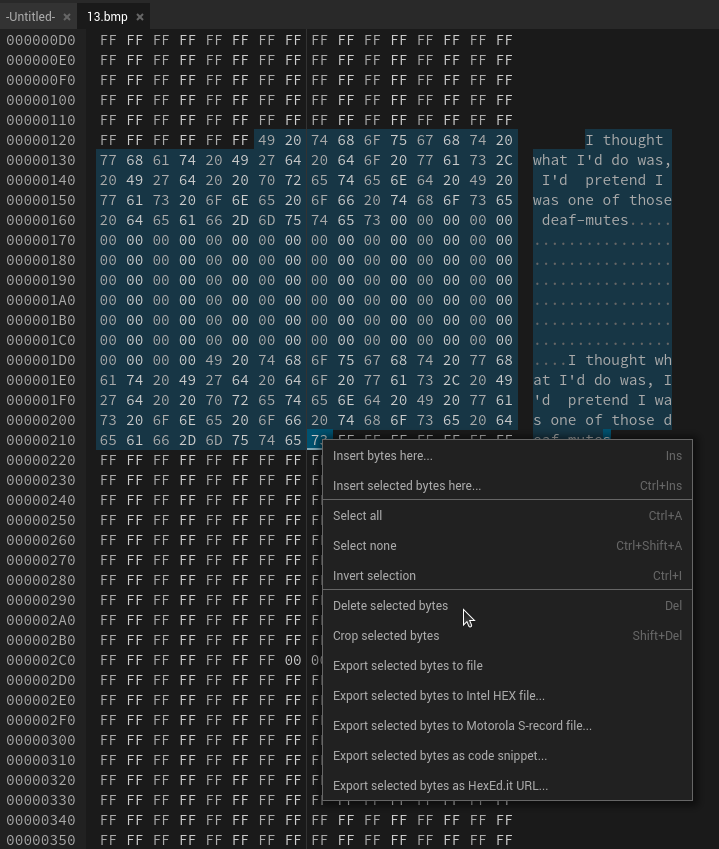 -Untitled- × 13.bmp ×
000000D0 FF FF FF FF FF FF FF FF FF FF FF FF FF FF FF FF
000000E0 FF FF FF FF FF FF FF FF FF FF FF FF FF FF FF FF
000000F0 FF FF FF FF FF FF FF FF FF FF FF FF FF FF FF FF
00000100 FF FF FF FF FF FF FF FF FF FF FF FF FF FF FF FF
00000110 FF FF FF FF FF FF FF FF FF FF FF FF FF FF FF FF
00000120 FF FF FF FF FF FF 49 20 74 68 6F 75 67 68 74 20 I thought
00000130 77 68 61 74 20 49 27 64 20 64 6F 20 77 61 73 2C what I'd do was,
00000140 20 49 27 64 20 20 70 72 65 74 65 6E 64 20 49 20 I'd  pretend I
00000150 77 61 73 20 6F 6E 65 20 6F 66 20 74 68 6F 73 65 was one of those
00000160 20 64 65 61 66 2D 6D 75 74 65 73 00 00 00 00 00 deaf-mutes.....
00000170 00 00 00 00 00 00 00 00 00 00 00 00 00 00 00 00 ................
00000180 00 00 00 00 00 00 00 00 00 00 00 00 00 00 00 00 ................
00000190 00 00 00 00 00 00 00 00 00 00 00 00 00 00 00 00 ................
000001A0 00 00 00 00 00 00 00 00 00 00 00 00 00 00 00 00 ................
000001B0 00 00 00 00 00 00 00 00 00 00 00 00 00 00 00 00 ................
000001C0 00 00 00 00 00 00 00 00 00 00 00 00 00 00 00 00 ................
000001D0 00 00 00 00 49 20 74 68 6F 75 67 68 74 20 77 68 ....I thought wh
000001E0 61 74 20 49 27 64 20 64 6F 20 77 61 73 2C 20 49 at I'd do was, I
000001F0 27 64 20 20 70 72 65 74 65 6E 64 20 49 20 77 61 'd  pretend I wa
00000200 73 20 6F 6E 65 20 6F 66 20 74 68 6F 73 65 20 64 s one of those d
00000210 65 61 66 2D 6D 75 74 65 73 FF FF FF FF FF FF FF eaf-mutes
00000220 FF FF FF FF FF FF FF FF
00000230 FF FF FF FF FF FF FF FF
00000240 FF FF FF FF FF FF FF FF
00000250 FF FF FF FF FF FF FF FF
00000260 FF FF FF FF FF FF FF FF
00000270 FF FF FF FF FF FF FF FF
00000280 FF FF FF FF FF FF FF FF
00000290 FF FF FF FF FF FF FF FF
000002A0 FF FF FF FF FF FF FF FF
000002B0 FF FF FF FF FF FF FF FF
000002C0 FF FF FF FF FF FF FF 00
000002D0 FF FF FF FF FF FF FF FF
000002E0 FF FF FF FF FF FF FF FF
000002F0 FF FF FF FF FF FF FF FF
00000300 FF FF FF FF FF FF FF FF
00000310 FF FF FF FF FF FF FF FF
00000320 FF FF FF FF FF FF FF FF
00000330 FF FF FF FF FF FF FF FF
00000340 FF FF FF FF FF FF FF FF FF FF FF FF FF FF FF FF
00000350 FF FF FF FF FF FF FF FF FF FF FF FF FF FF FF FF
Insert bytes here... Ins
Insert selected bytes here... Ctrl+Ins
Select all Ctrl+A
Select none Ctrl+Shift+A
Invert selection Ctrl+I
Delete selected bytes Del
Crop selected bytes Shift+Del
Export selected bytes to file
Export selected bytes to Intel HEX file...
Export selected bytes to Motorola S-record file...
Export selected bytes as code snippet...
Export selected bytes as HexEd.it URL...